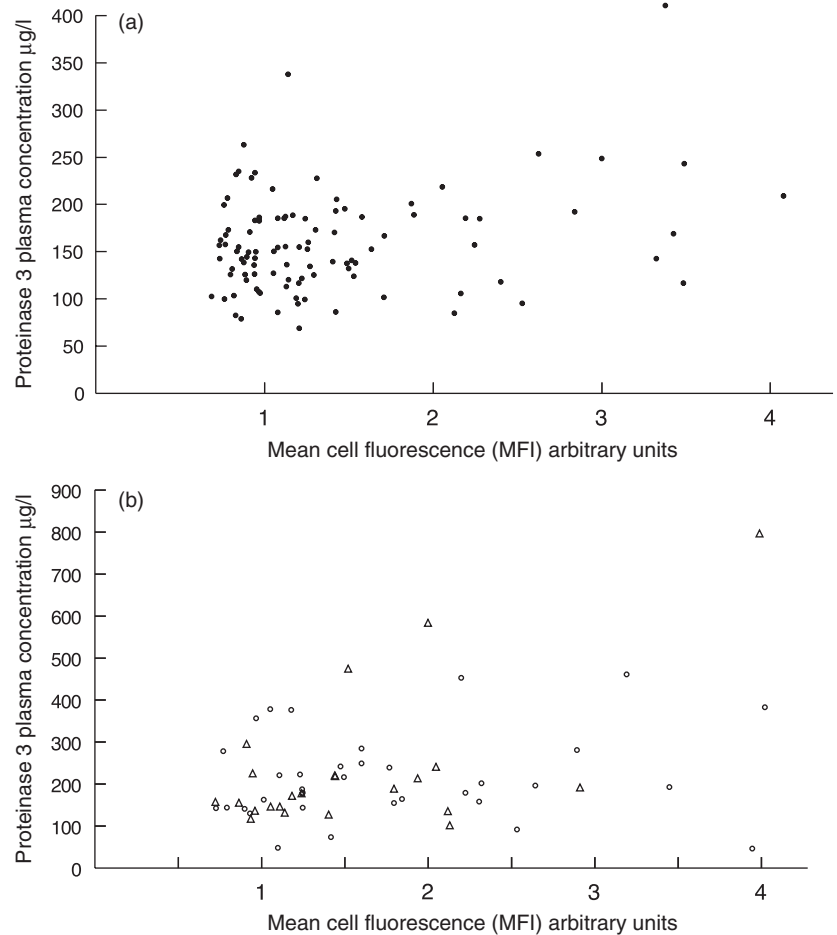 (a)
Proteinase 3 plasma concentration µg/l
400
350
300
250
200
150
100
50
0
1 2 3 4
Mean cell fluorescence (MFI) arbitrary units
(b)
Proteinase 3 plasma concentration µg/l
900
800
700
600
500
400
300
200
100
0
1 2 3 4
Mean cell fluorescence (MFI) arbitrary units